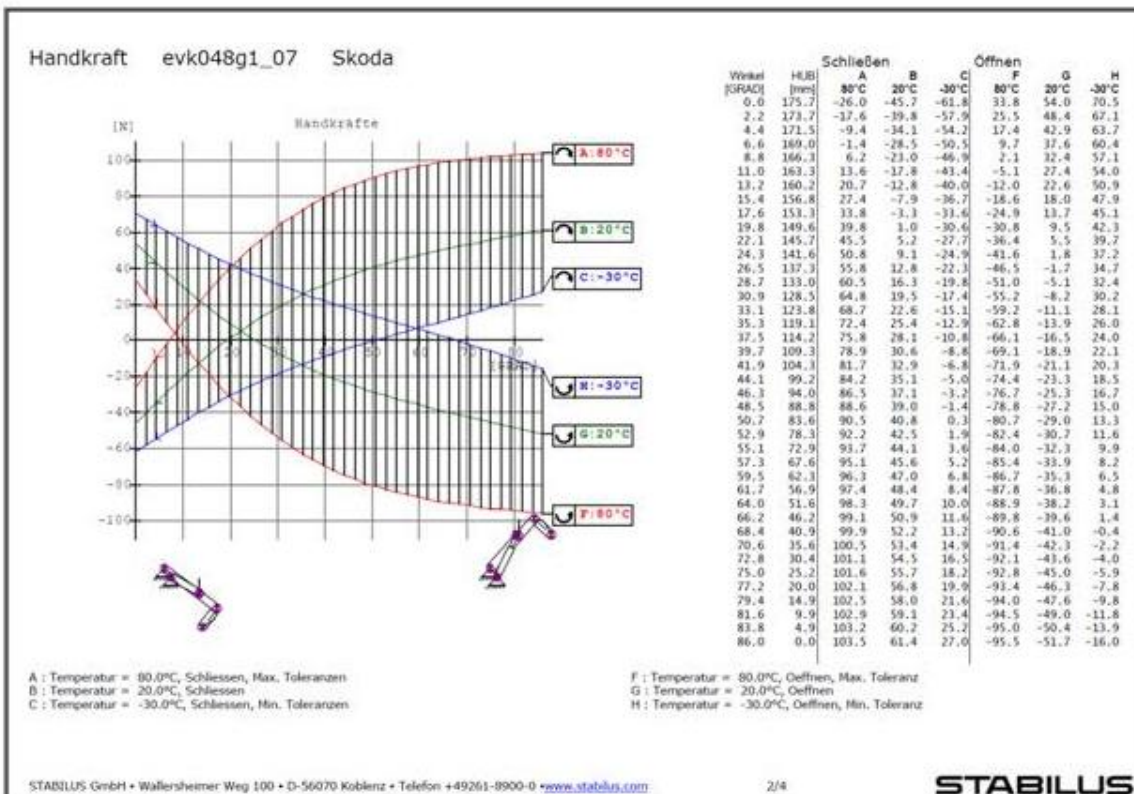 Handkraft evk048g1_07 Skoda
Schließen Öffnen
Winkel HUB A B C F G H
[GRAD] [mm] 80°C 20°C -30°C 80°C 20°C -30°C
0.0 175.7 -26.0 -45.7 -61.8 33.8 54.0 70.5
2.2 173.7 -17.6 -39.8 -57.9 25.5 48.4 67.1
4.4 171.5 -9.4 -34.1 -54.2 17.4 42.9 63.7
6.6 169.0 -1.4 -28.5 -50.5 9.7 37.6 60.4
8.8 166.3 6.2 -23.0 -46.9 2.1 32.4 57.1
11.0 163.3 13.6 -17.8 -43.4 -5.1 27.4 54.0
13.2 160.2 20.7 -12.8 -40.0 -12.0 22.6 50.9
15.4 156.8 27.4 -7.9 -36.7 -18.6 18.0 47.9
17.6 153.3 33.8 -3.3 -33.6 -24.9 13.7 45.1
19.8 149.6 39.8 1.0 -30.6 -30.8 9.5 42.3
22.1 145.7 45.5 5.2 -27.7 -36.4 5.5 39.7
24.3 141.6 50.8 9.1 -24.9 -41.6 1.8 37.2
26.5 137.3 55.8 12.8 -22.3 -46.5 -1.7 34.7
28.7 133.0 60.5 16.3 -19.8 -51.0 -5.1 32.4
30.9 128.5 64.8 19.5 -17.4 -55.2 -8.2 30.2
33.1 123.8 68.7 22.6 -15.1 -59.2 -11.1 28.1
35.3 119.1 72.4 25.4 -12.9 -62.8 -13.9 26.0
37.5 114.2 75.8 28.1 -10.8 -66.1 -16.5 24.0
39.7 109.3 78.9 30.6 -8.8 -69.1 -18.9 22.1
41.9 104.3 81.7 32.9 -6.8 -71.9 -21.1 20.3
44.1 99.2 84.2 35.1 -5.0 -74.4 -23.3 18.5
46.3 94.0 86.5 37.1 -3.2 -76.7 -25.3 16.7
48.5 88.8 88.6 39.0 -1.4 -78.8 -27.2 15.0
50.7 83.6 90.5 40.8 0.3 -80.7 -29.0 13.3
52.9 78.3 92.2 42.5 1.9 -82.4 -30.7 11.6
55.1 72.9 93.7 44.1 3.6 -84.0 -32.3 9.9
57.3 67.6 95.1 45.6 5.2 -85.4 -33.9 8.2
59.5 62.3 96.3 47.0 6.8 -86.7 -35.3 6.5
61.7 56.9 97.4 48.4 8.4 -87.8 -36.8 4.8
64.0 51.6 98.3 49.7 10.0 -88.9 -38.2 3.1
66.2 46.2 99.1 50.9 11.6 -89.8 -39.6 1.4
68.4 40.9 99.9 52.2 13.2 -90.6 -41.0 -0.4
70.6 35.6 100.5 53.4 14.9 -91.4 -42.3 -2.2
72.8 30.4 101.1 54.5 16.5 -92.1 -43.6 -4.0
75.0 25.2 101.6 55.7 18.2 -92.8 -45.0 -5.9
77.2 20.0 102.1 56.8 19.9 -93.4 -46.3 -7.8
79.4 14.9 102.5 58.0 21.6 -94.0 -47.6 -9.8
81.6 9.9 102.9 59.1 23.4 -94.5 -49.0 -11.8
83.8 4.9 103.2 60.2 25.2 -95.0 -50.4 -13.9
86.0 0.0 103.5 61.4 27.0 -95.5 -51.7 -16.0
[N] Handkräfte
100 A:80°C
80
60 B:20°C
40
20 C:-30°C
0
[GRAD]
-20 H:-30°C
-40
-60 G:20°C
-80
-100 F:80°C
A : Temperatur = 80.0°C, Schliessen, Max. Toleranzen
B : Temperatur = 20.0°C, Schliessen
C : Temperatur = -30.0°C, Schliessen, Min. Toleranzen
F : Temperatur = 80.0°C, Oeffnen, Max. Toleranz
G : Temperatur = 20.0°C, Oeffnen
H : Temperatur = -30.0°C, Oeffnen, Min. Toleranz
STABILUS GmbH • Wallersheimer Weg 100 • D-56070 Koblenz • Telefon +49261-8900-0 •www.stabilus.com 2/4 STABILUS